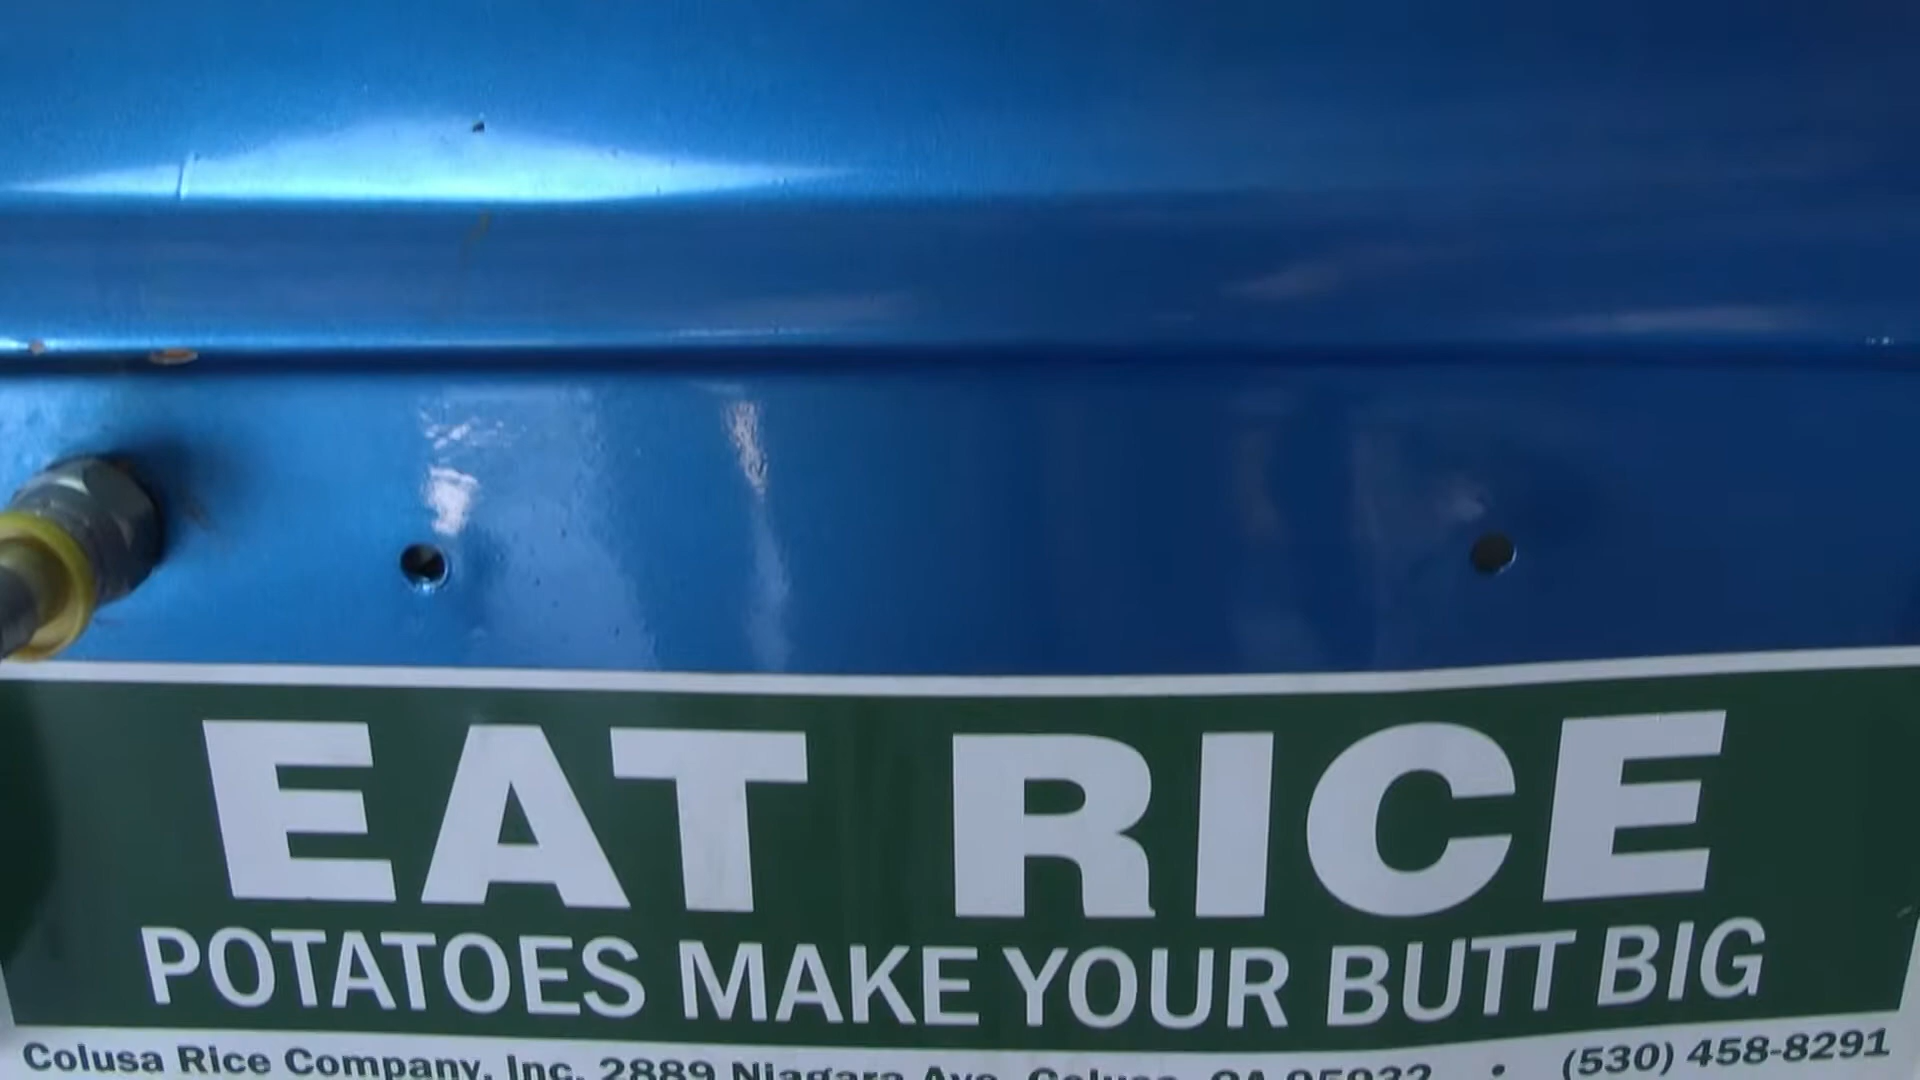 EAT RICE
POTATOES MAKE YOUR BUTT BIG
Colusa Rice Company, Inc. 2889 Niagara Ave. Colusa, CA 95932 • (530) 458-8291